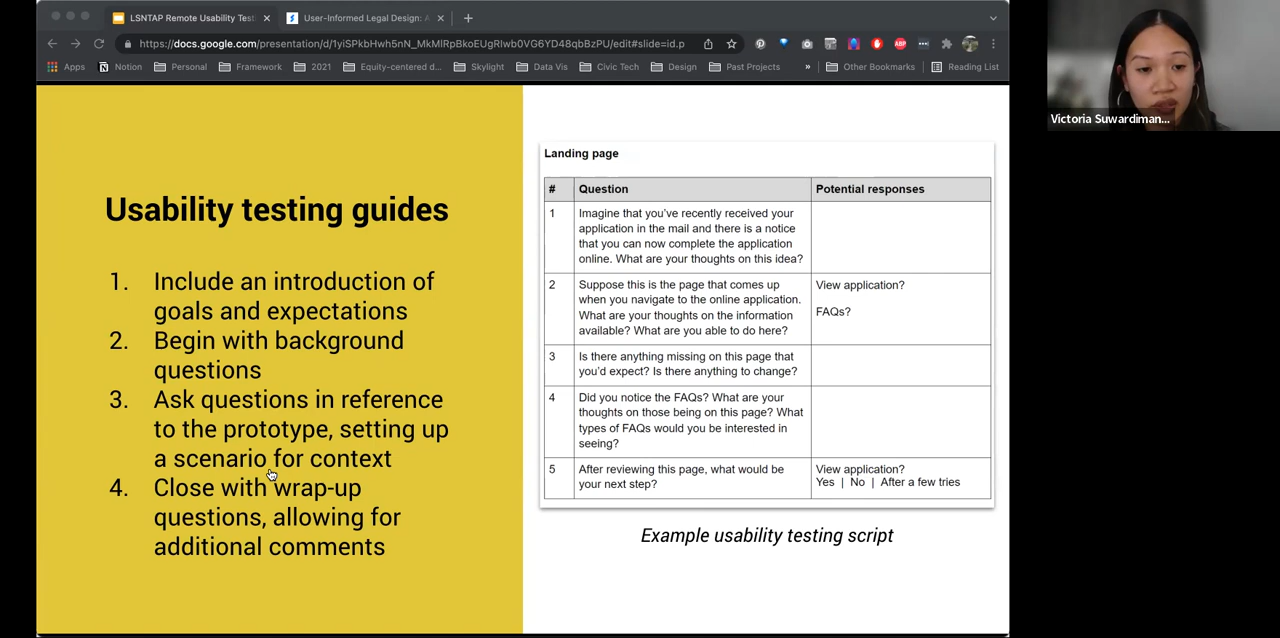 LSNTAP Remote Usability Testi
User-Informed Legal Design: A
https://docs.google.com/presentation/d/1yiSPkbHwh5nN_MkMlRpBkoEUgRIwb0VG6YD48qbBzPU/edit#slide=id.p
ABP
Apps Notion Personal Framework 2021 Equity-centered d... Skylight Data Vis Civic Tech Design Past Projects » Other Bookmarks Reading List
Victoria Suwardiman...
Usability testing guides
1. Include an introduction of
goals and expectations
2. Begin with background
questions
3. Ask questions in reference
to the prototype, setting up
a scenario for context
4. Close with wrap-up
questions, allowing for
additional comments
Landing page
# Question Potential responses
1 Imagine that you've recently received your
application in the mail and there is a notice
that you can now complete the application
online. What are your thoughts on this idea?
2 Suppose this is the page that comes up View application?
when you navigate to the online application.
What are your thoughts on the information FAQs?
available? What are you able to do here?
3 Is there anything missing on this page that
you'd expect? Is there anything to change?
4 Did you notice the FAQs? What are your
thoughts on those being on this page? What
types of FAQs would you be interested in
seeing?
5 After reviewing this page, what would be View application?
your next step? Yes | No | After a few tries
Example usability testing script